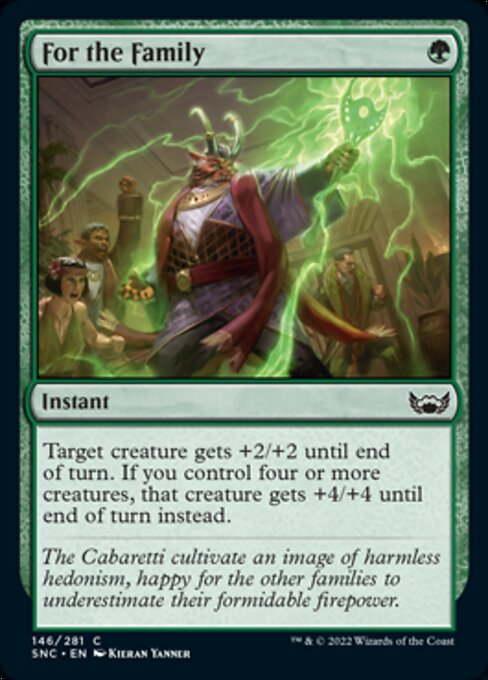 For the Family
Instant
Target creature gets +2/+2 until end
of turn. If you control four or more
creatures, that creature gets +4/+4 until
end of turn instead.
The Cabaretti cultivate an image of harmless
hedonism, happy for the other families to
underestimate their formidable firepower.
146/281 C
SNC • EN Kieran Yanner
™ & © 2022 Wizards of the Coast